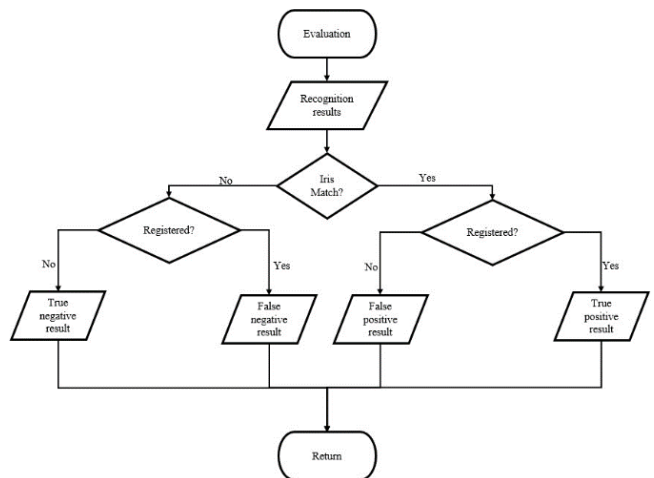 Evaluation
Recognition
results
Iris
Match?
No
Yes
Registered?
Registered?
No
Yes
No
Yes
True
negative
result
False
negative
result
False
positive
result
True
positive
result
Return